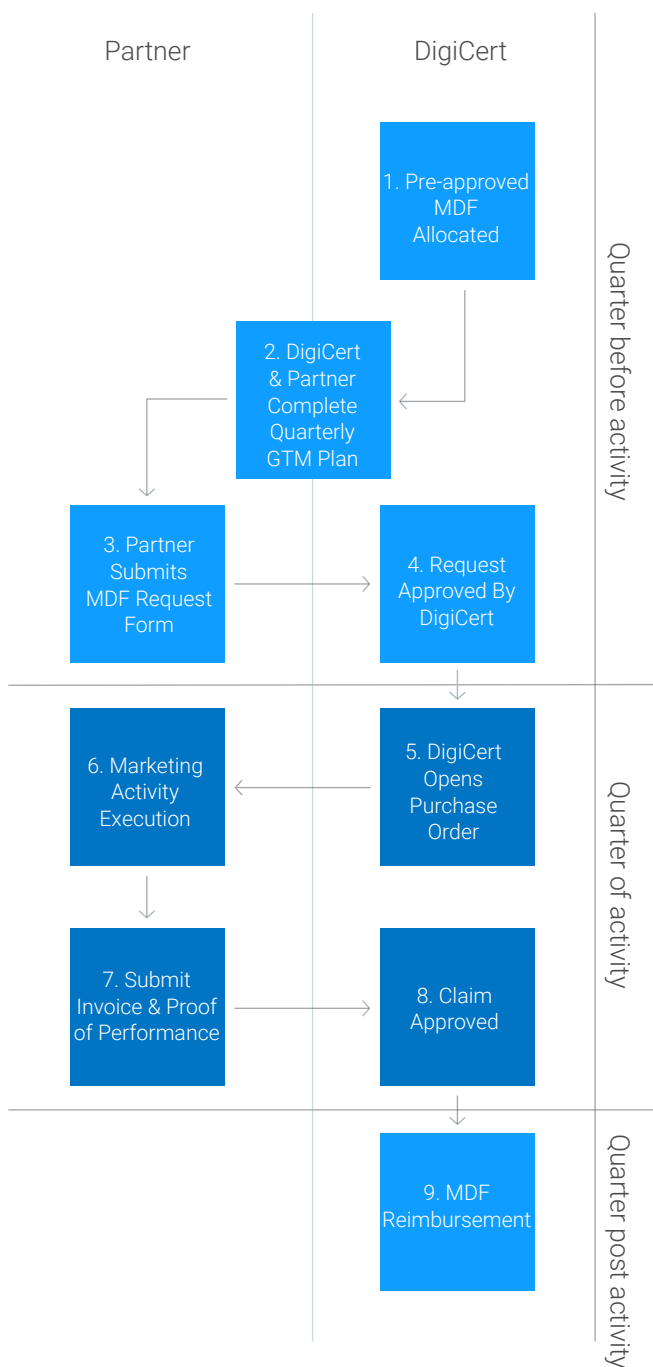 Partner
DigiCert
1. Pre-approved
MDF
Allocated
2. DigiCert
& Partner
Complete
Quarterly
GTM Plan
Quarter before activity
3. Partner
Submits
MDF Request
Form
4. Request
Approved By
DigiCert
5. DigiCert
Opens
Purchase
Order
6. Marketing
Activity
Execution
Quarter of activity
7. Submit
Invoice & Proof
of Performance
8. Claim
Approved
9. MDF
Reimbursement
Quarter post activity